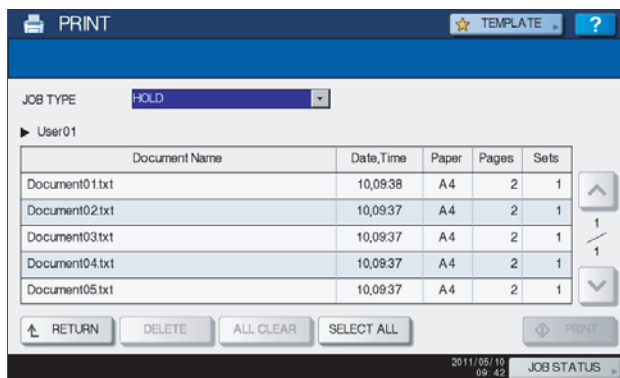 PRINT
TEMPLATE
?
JOB TYPE HOLD
User01
Document Name Date,Time Paper Pages Sets
Document01.txt 10,09:38 A4 2 1
Document02.txt 10,09:37 A4 2 1
Document03.txt 10,09:37 A4 2 1
Document04.txt 10,09:37 A4 2 1
Document05.txt 10,09:37 A4 2 1
1
1
RETURN DELETE ALL CLEAR SELECT ALL PRINT
2011/05/10
09:42
JOB STATUS